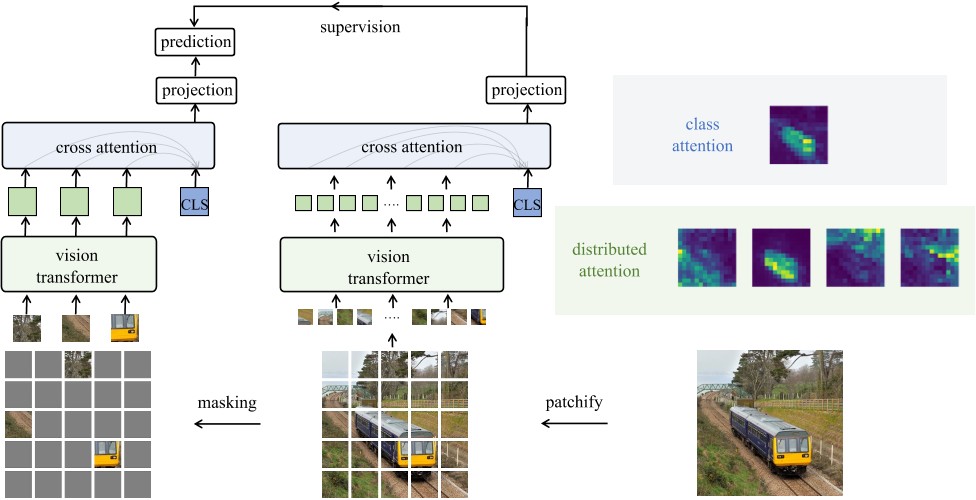 supervision
prediction
projection
projection
cross attention
cross attention
class
attention
CLS
....
CLS
vision
transformer
vision
transformer
distributed
attention
....
masking
patchify